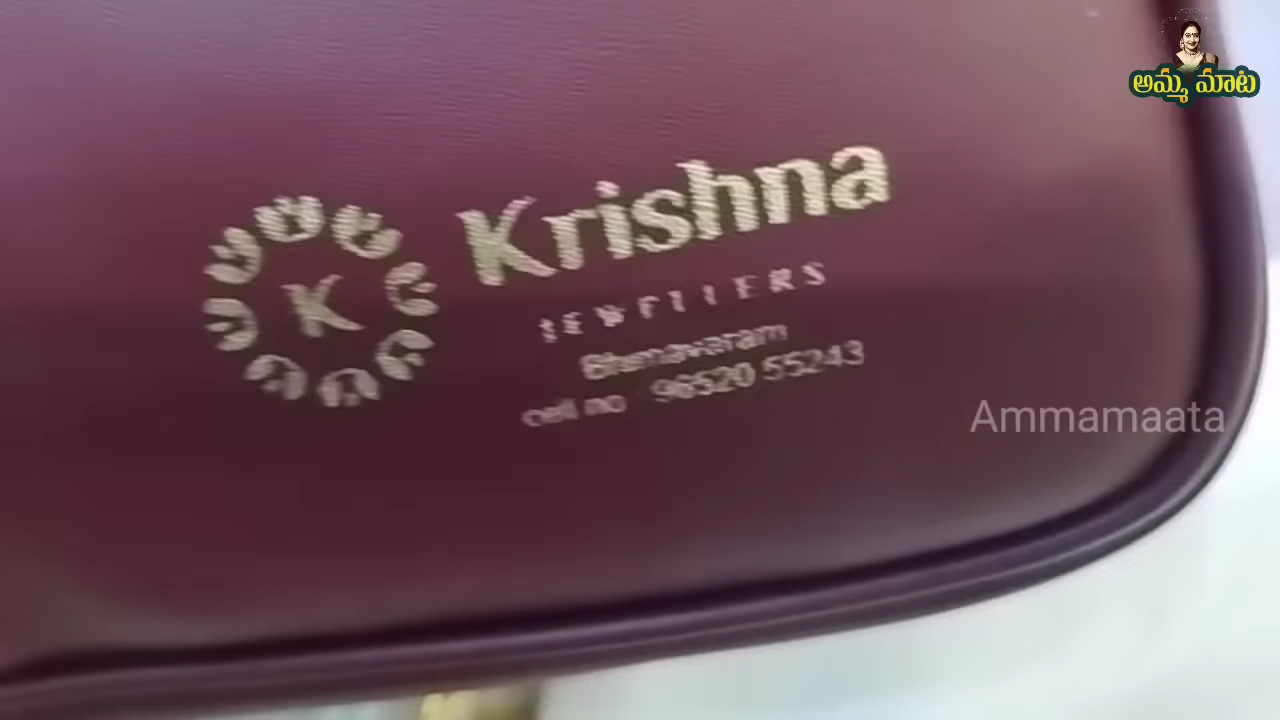 అమ్మ మాట
K
Krishna
JEWELLERS
Bhimavaram
cell no 96520 55243
Ammamaata